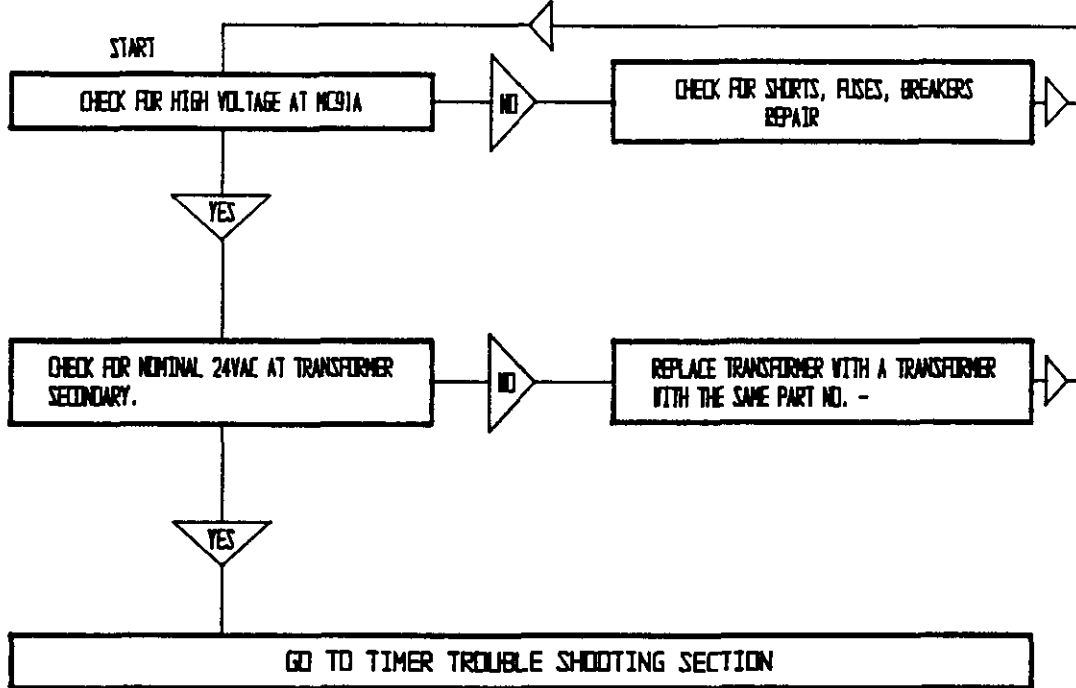 START
CHECK FOR HIGH VOLTAGE AT MC91A
NO
CHECK FOR SHORTS, FUSES, BREAKERS
REPAIR
YES
CHECK FOR NOMINAL 24VAC AT TRANSFORMER
SECONDARY.
NO
REPLACE TRANSFORMER WITH A TRANSFORMER
WITH THE SAME PART NO. -
YES
GO TO TIMER TROUBLE SHOOTING SECTION